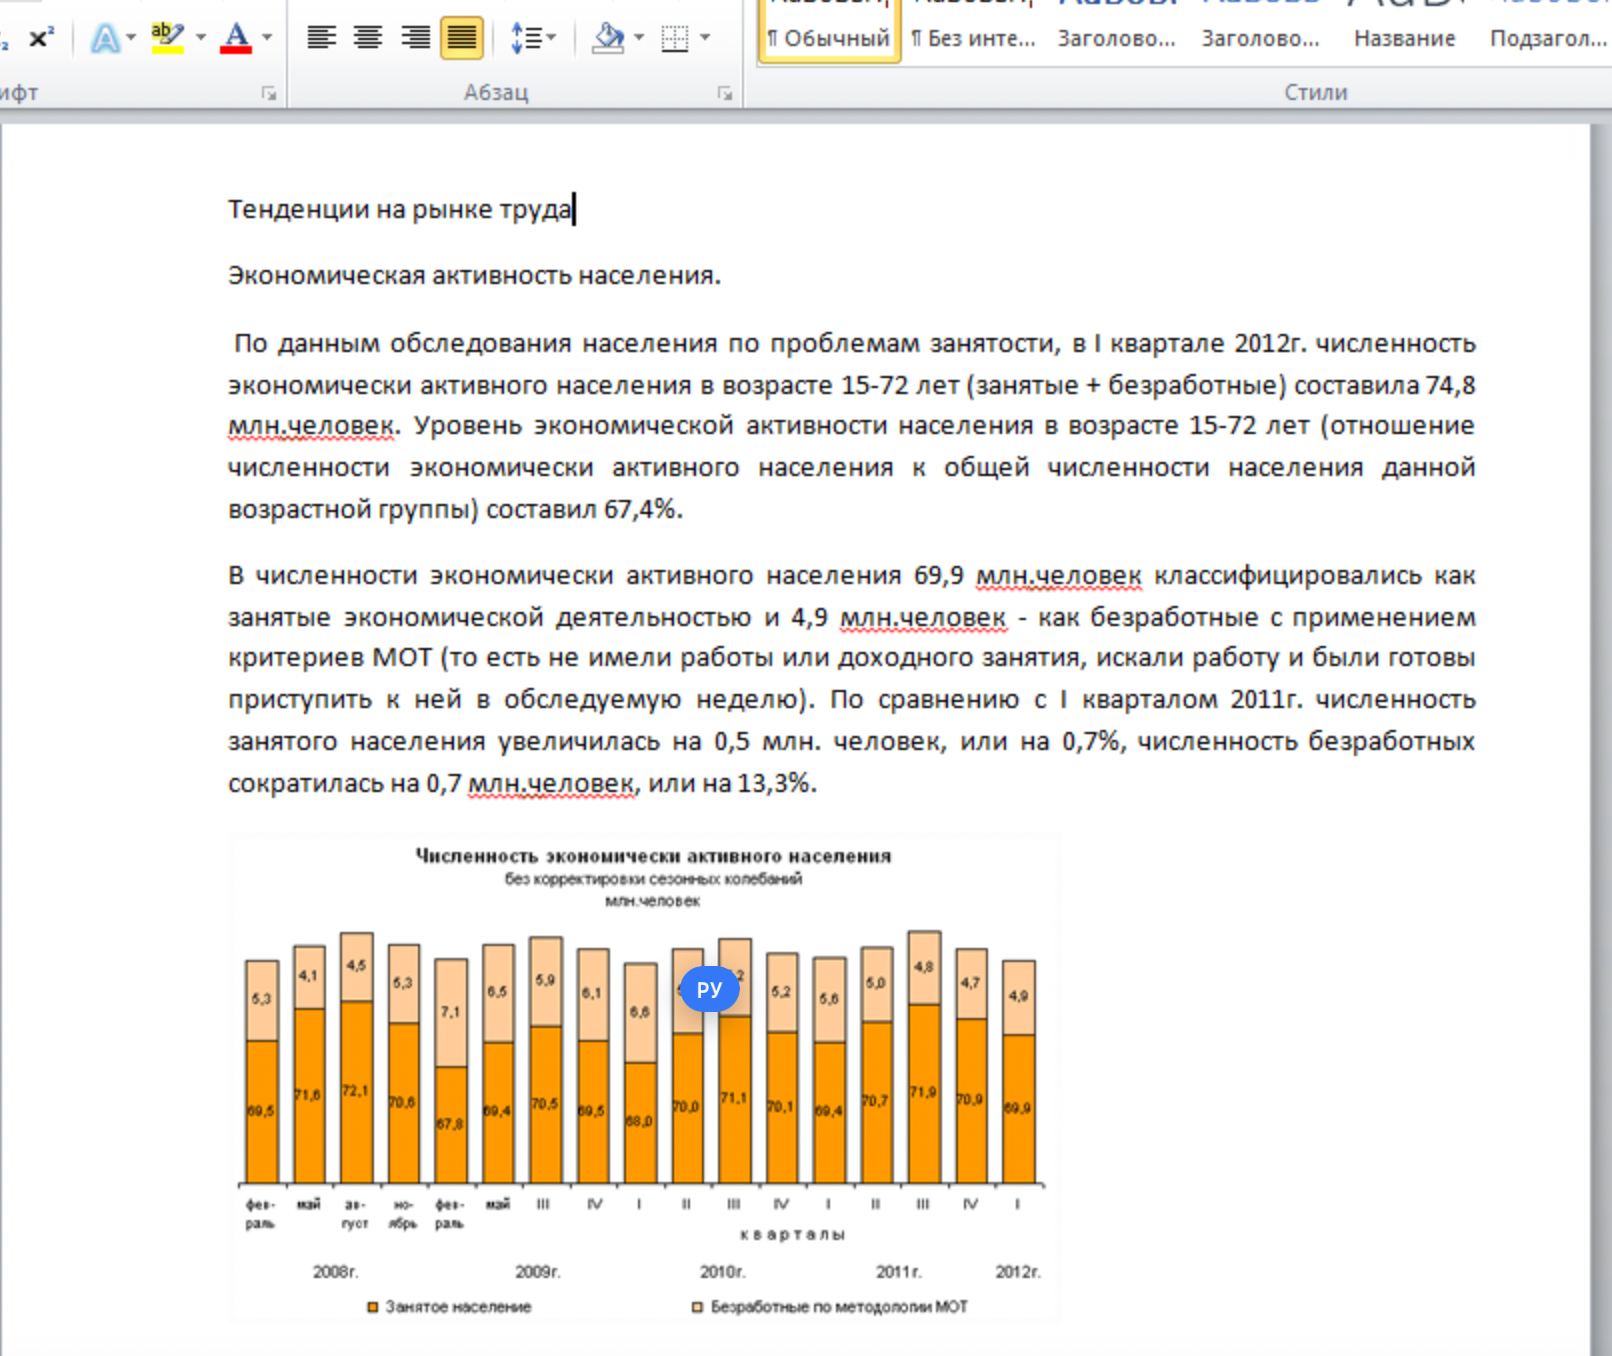 x²
A
ab
A
¶ Обычный
¶ Без инте...
Заголово...
Заголово...
Название
Подзагол...
ифт
Абзац
Стили
Тенденции на рынке труда
Экономическая активность населения.
По данным обследования населения по проблемам занятости, в I квартале 2012г. численность
экономически активного населения в возрасте 15-72 лет (занятые + безработные) составила 74,8
млн.человек. Уровень экономической активности населения в возрасте 15-72 лет (отношение
численности экономически активного населения к общей численности населения данной
возрастной группы) составил 67,4%.
В численности экономически активного населения 69,9 млн.человек классифицировались как
занятые экономической деятельностью и 4,9 млн.человек - как безработные с применением
критериев МОТ (то есть не имели работы или доходного занятия, искали работу и были готовы
приступить к ней в обследуемую неделю). По сравнению с I кварталом 2011г. численность
занятого населения увеличилась на 0,5 млн. человек, или на 0,7%, численность безработных
сократилась на 0,7 млн.человек, или на 13,3%.
Численность экономически активного населения
без корректировки сезонных колебаний
млн.человек
5,3 4,1 4,5 5,3 7,1 6,5 5,9 6,1 6,6 5,2 5,6 5,0 4,8 4,7 4,9
РУ
69,5 71,6 72,1 70,6 67,8 69,4 70,5 69,5 68,0 70,0 71,1 70,1 69,4 70,7 71,9 70,9 69,9
фев- май ав- но- фев- май III IV I II III IV I II III IV I
раль густ ябрь раль
кварталы
2008г. 2009г. 2010г. 2011г. 2012г.
Занятое население Безработные по методологии МОТ